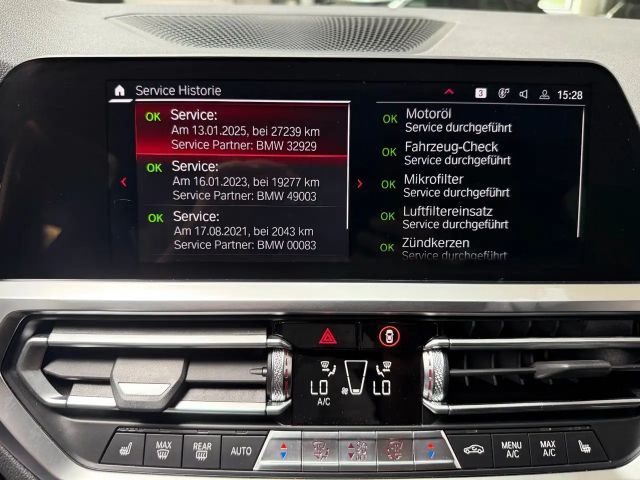 Service Historie
3
15:28
OK Service:
Am 13.01.2025, bei 27239 km
Service Partner: BMW 32929
OK Service:
Am 16.01.2023, bei 19277 km
Service Partner: BMW 49003
OK Service:
Am 17.08.2021, bei 2043 km
Service Partner: BMW 00083
OK Motoröl
Service durchgeführt
OK Fahrzeug-Check
Service durchgeführt
OK Mikrofilter
Service durchgeführt
OK Luftfiltereinsatz
Service durchgeführt
OK Zündkerzen
Service durchgeführt
LO LO
A/C
MAX
REAR
AUTO
MENU
A/C
MAX
A/C